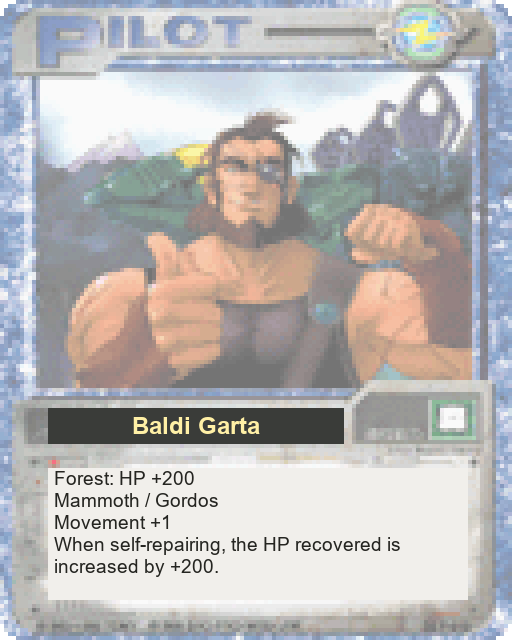 PILOT
Baldi Garta
Forest: HP +200
Mammoth / Gordos
Movement +1
When self-repairing, the HP recovered is
increased by +200.